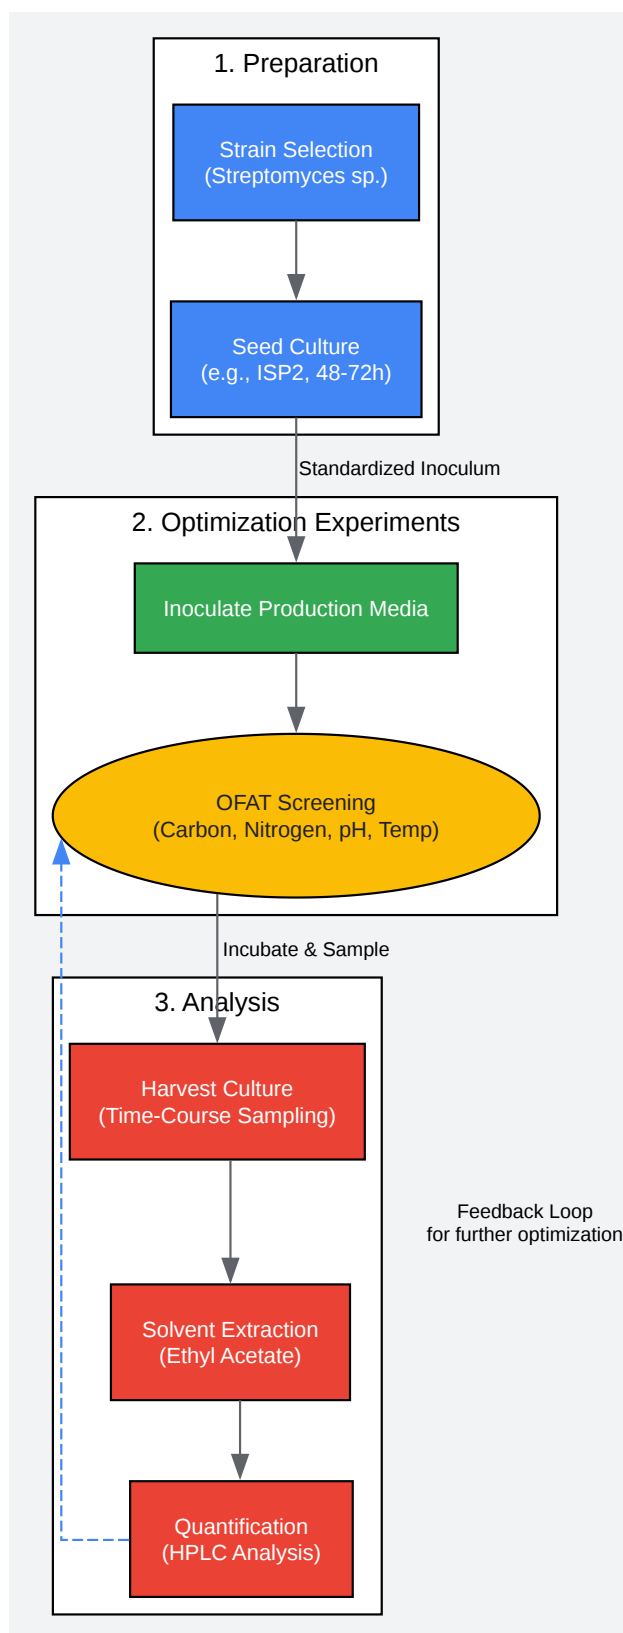 1. Preparation
Strain Selection
(Streptomyces sp.)
Seed Culture
(e.g., ISP2, 48-72h)
Standardized Inoculum
2. Optimization Experiments
Inoculate Production Media
OFAT Screening
(Carbon, Nitrogen, pH, Temp)
Incubate & Sample
3. Analysis
Harvest Culture
(Time-Course Sampling)
Feedback Loop
for further optimization
Solvent Extraction
(Ethyl Acetate)
Quantification
(HPLC Analysis)